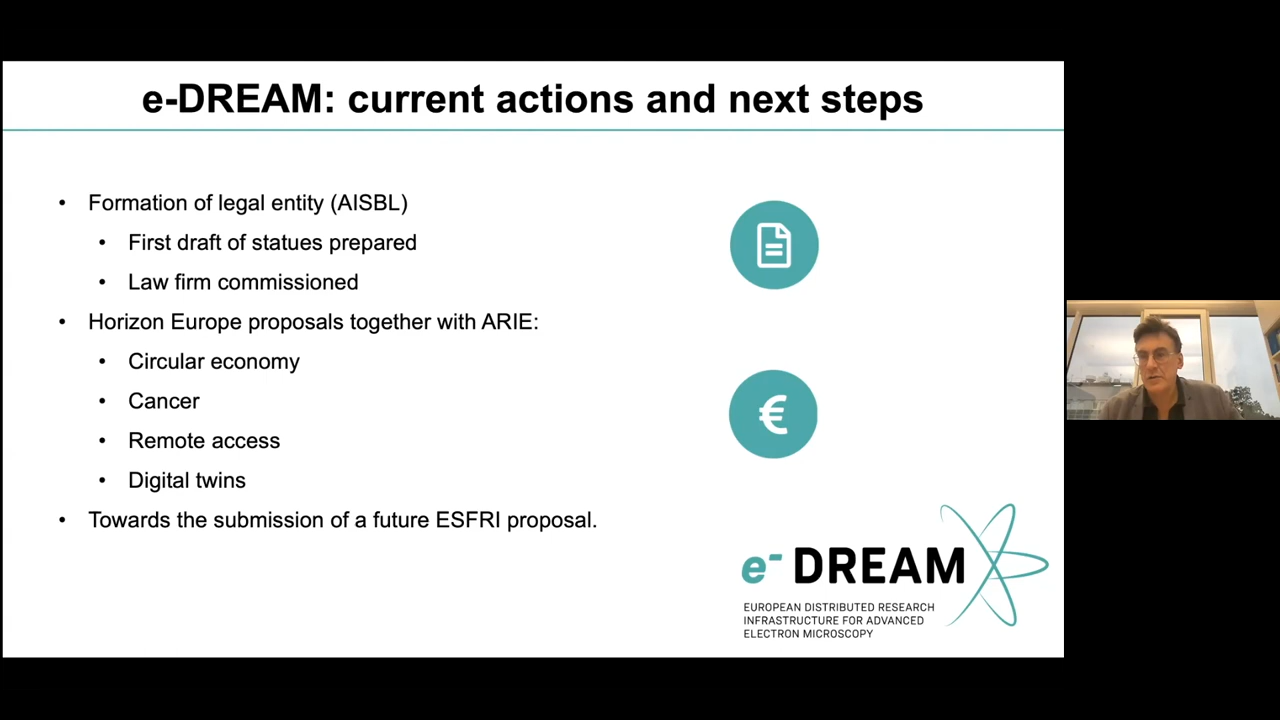 e-DREAM: current actions and next steps
• Formation of legal entity (AISBL)
• First draft of statues prepared
• Law firm commissioned
• Horizon Europe proposals together with ARIE:
• Circular economy
• Cancer
• Remote access
• Digital twins
• Towards the submission of a future ESFRI proposal.
€
e- DREAM
EUROPEAN DISTRIBUTED RESEARCH
INFRASTRUCTURE FOR ADVANCED
ELECTRON MICROSCOPY